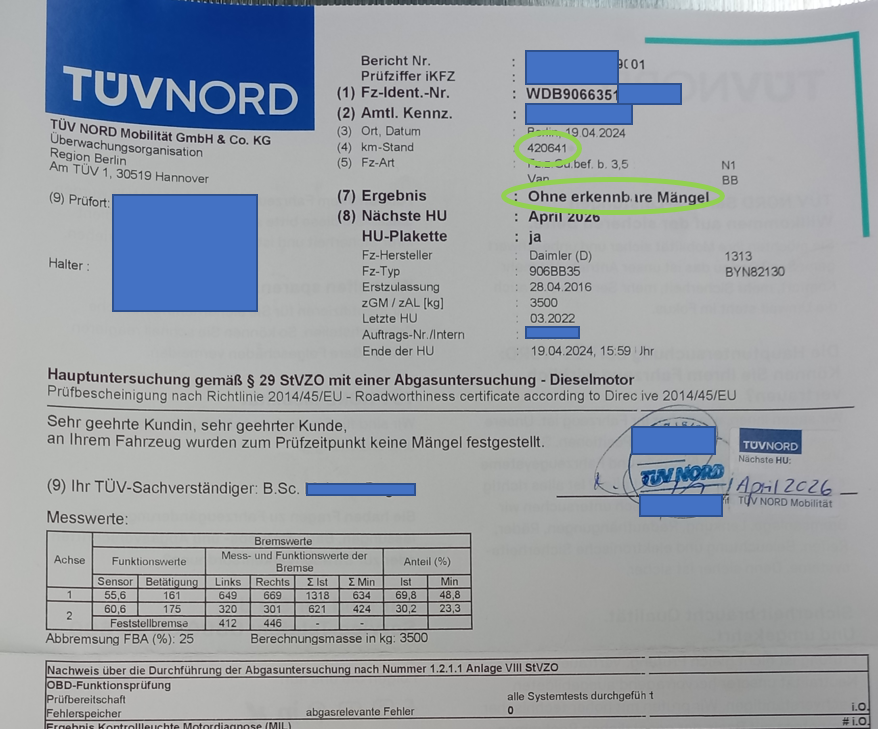 TÜVNORD
TÜV NORD Mobilität GmbH & Co. KG
Überwachungsorganisation
Region Berlin
Am TÜV 1, 30519 Hannover
(9) Prüfort:
Halter :
Bericht Nr. :
Prüfziffer iKFZ :
(1) Fz-Ident.-Nr. : WDB9066351
(2) Amtl. Kennz. :
(3) Ort, Datum : Berlin, 19.04.2024
(4) km-Stand : 420641
(5) Fz-Art : bef. b. 3,5 N1
Van BB
(7) Ergebnis : Ohne erkennbare Mängel
(8) Nächste HU : April 2026
HU-Plakette : ja
Fz-Hersteller : Daimler (D) 1313
Fz-Typ : 906BB35 BYN82130
Erstzulassung : 28.04.2016
zGM / zAL [kg] : 3500
Letzte HU : 03.2022
Auftrags-Nr./Intern :
Ende der HU : 19.04.2024, 15:59 Uhr
Hauptuntersuchung gemäß § 29 StVZO mit einer Abgasuntersuchung - Dieselmotor
Prüfbescheinigung nach Richtlinie 2014/45/EU - Roadworthiness certificate according to Direc ive 2014/45/EU
Sehr geehrte Kundin, sehr geehrter Kunde,
an Ihrem Fahrzeug wurden zum Prüfzeitpunkt keine Mängel festgestellt.
TÜV NORD
TÜVNORD
Nächste HU:
April 2026
TÜV NORD Mobilität
(9) Ihr TÜV-Sachverständiger: B.Sc.
Messwerte:
Achse Bremswerte
Funktionswerte Mess- und Funktionswerte der Bremse Anteil (%)
Sensor Betätigung Links Rechts Σ Ist Σ Min Ist Min
1 55,6 161 649 669 1318 634 69,8 48,8
2 60,6 175 320 301 621 424 30,2 23,3
Feststellbremse 412 446 - -
Abbremsung FBA (%): 25 Berechnungsmasse in kg: 3500
Nachweis über die Durchführung der Abgasuntersuchung nach Nummer 1.2.1.1 Anlage VIII StVZO
OBD-Funktionsprüfung
Prüfbereitschaft alle Systemtests durchgeführt
Fehlerspeicher abgasrelevante Fehler 0 i.O.
Ergebnis Kontrollleuchte Motordiagnose (MIL) # i.O.